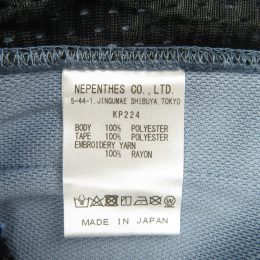 NEPENTHES CO., LTD.
5-44-1, JINGUMAE SHIBUYA, TOKYO
KP224
BODY 100% POLYESTER
TAPE 100% POLYESTER
EMBROIDERY YARN
100% RAYON
MADE IN JAPAN